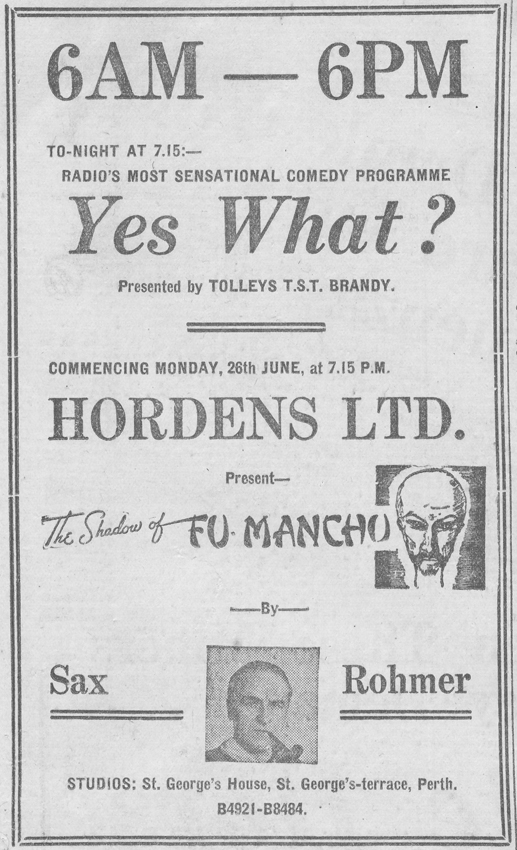 6AM — 6PM
TO-NIGHT AT 7.15:—
RADIO'S MOST SENSATIONAL COMEDY PROGRAMME
Yes What?
Presented by TOLLEYS T.S.T. BRANDY.
COMMENCING MONDAY, 26th JUNE, at 7.15 P.M.
HORDENS LTD.
Present—
The Shadow of FU MANCHU
—By—
Sax Rohmer
STUDIOS: St. George's House, St. George's-terrace, Perth.
B4921-B8484.